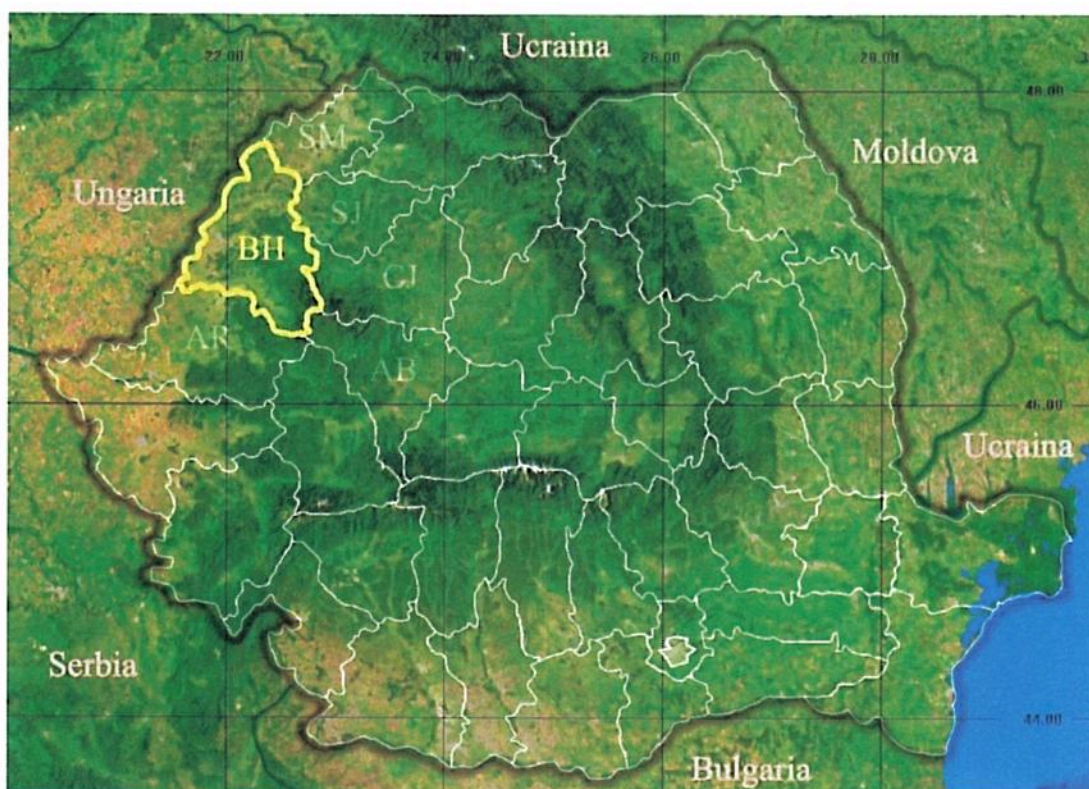 Ucraina
22.00
24.00
26.00
28.00
48.00
SM
Moldova
Ungaria
SJ
BH
CJ
AR
AB
46.00
Ucraina
Serbia
44.00
Bulgaria